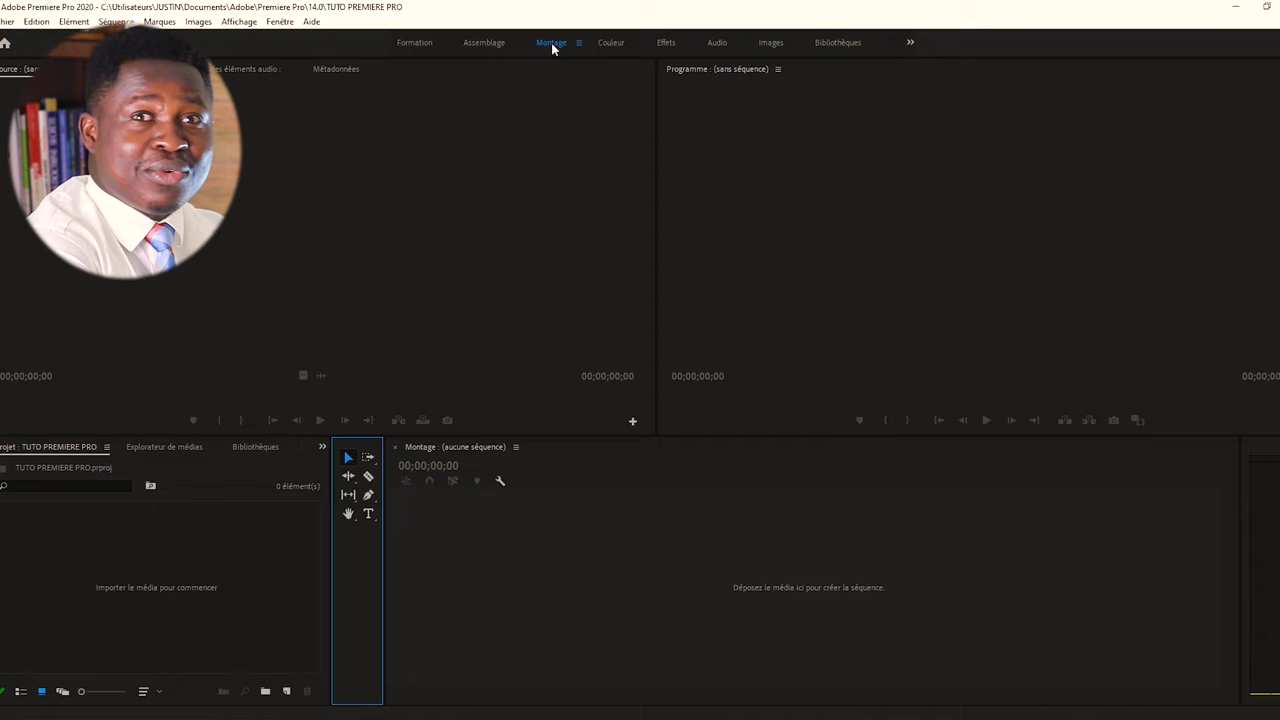 Adobe Premiere Pro 2020 - C:\Utilisateurs\JUSTIN\Documents\Adobe\Premiere Pro\14.0\TUTO PREMIERE PRO
hier Edition Elément Séquence Marques Images Affichage Fenêtre Aide
Formation Assemblage Montage Couleur Effets Audio Images Bibliothèques
ource : (san es éléments audio : Métadonnées Programme : (sans séquence)
00;00;00;00 00;00;00;00 00;00;00;00 00;00;00
rojet : TUTO PREMIERE PRO Explorateur de médias Bibliothèques Montage : (aucune séquence)
TUTO PREMIERE PRO.prproj 00;00;00;00
0 élément(s)
Importer le média pour commencer Déposez le média ici pour créer la séquence.